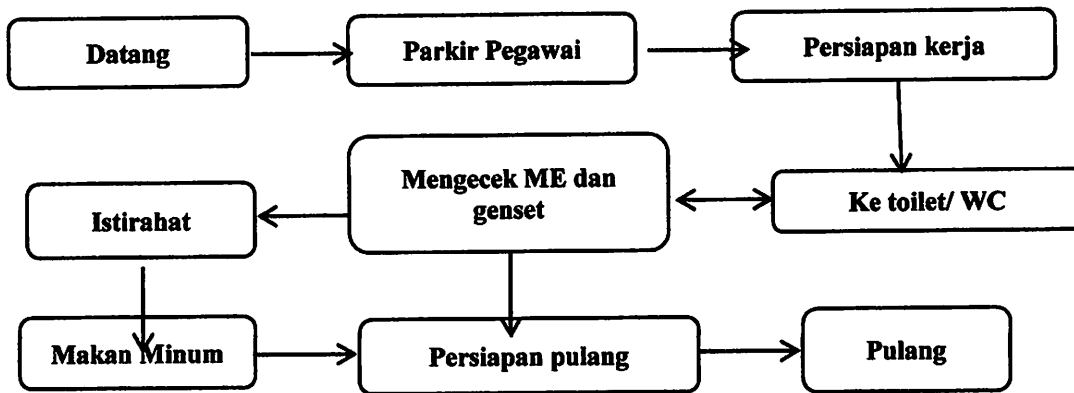 Datang
Parkir Pegawai
Persiapan kerja
Mengecek ME dan
genset
Ke toilet/ WC
Istirahat
Makan Minum
Persiapan pulang
Pulang